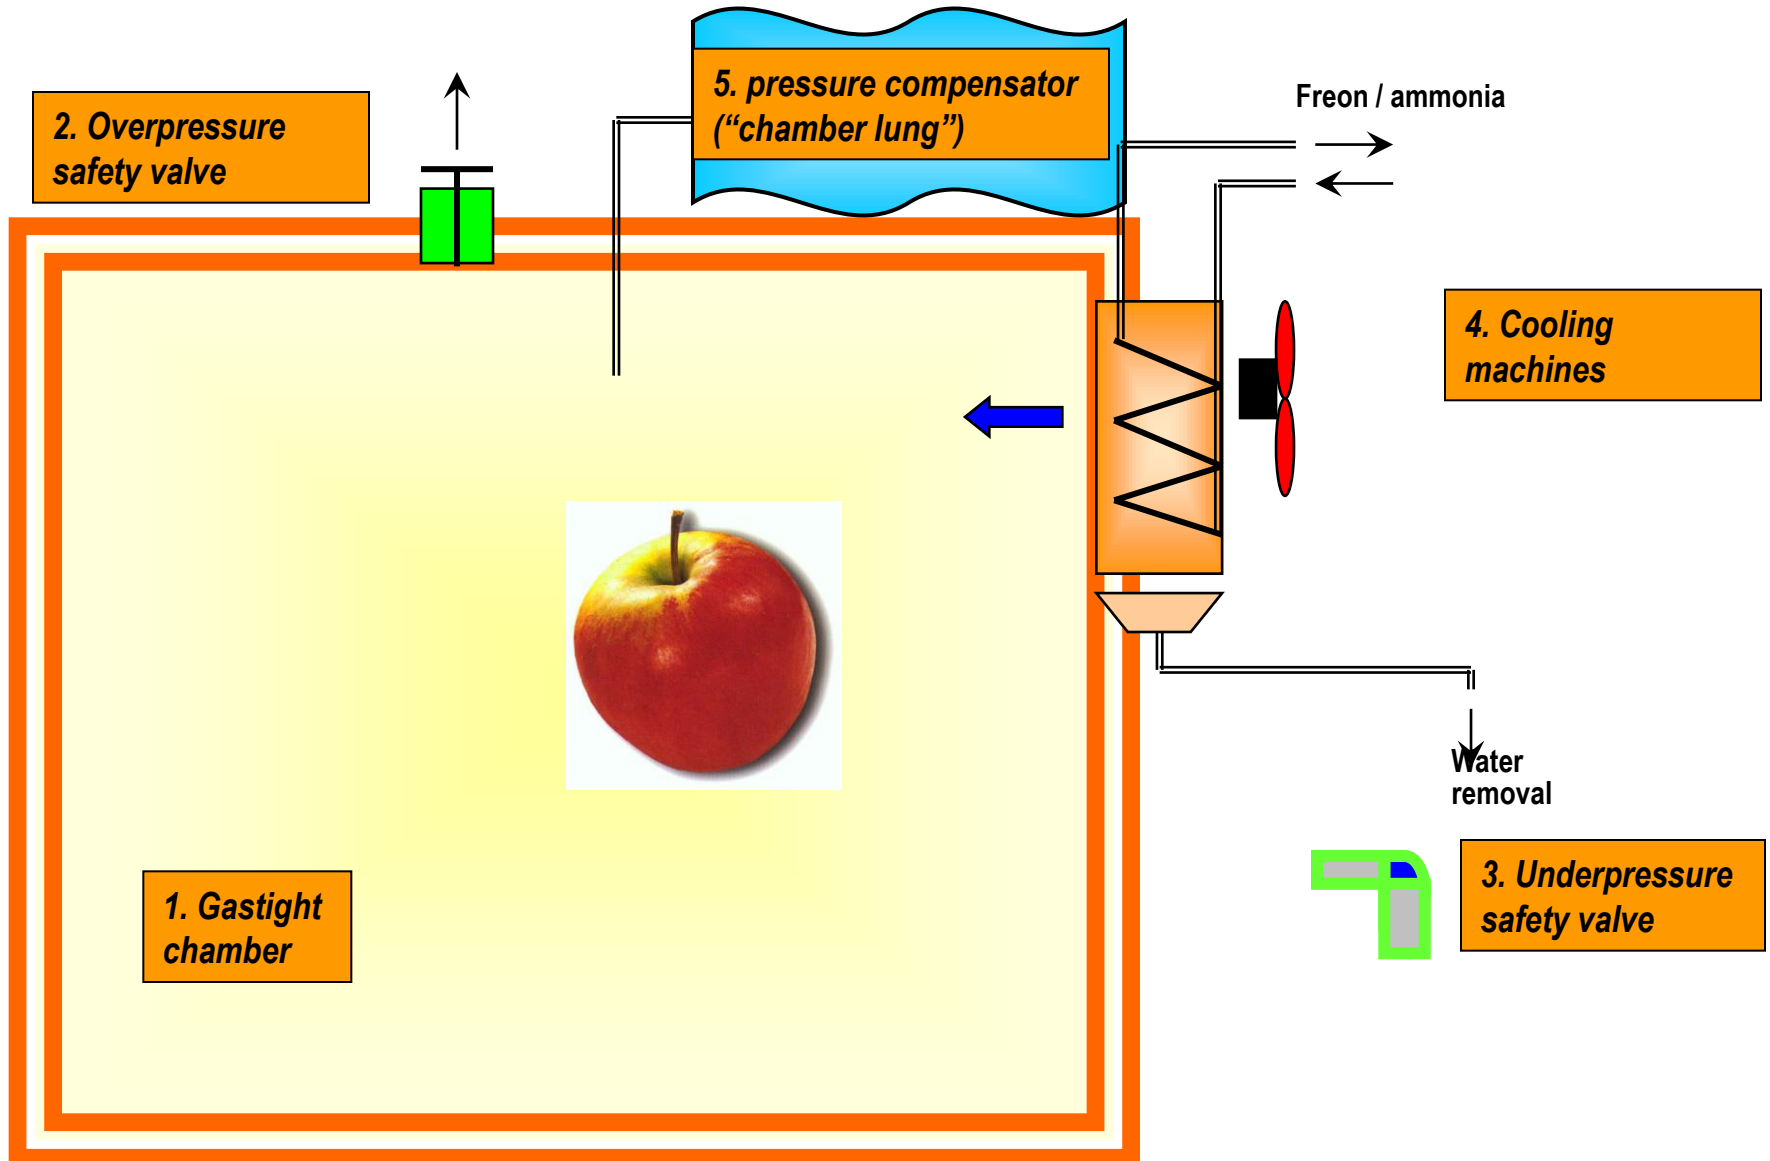 5. pressure compensator
(“chamber lung”)
Freon / ammonia
2. Overpressure
safety valve
4. Cooling
machines
Water
removal
3. Underpressure
safety valve
1. Gastight
chamber